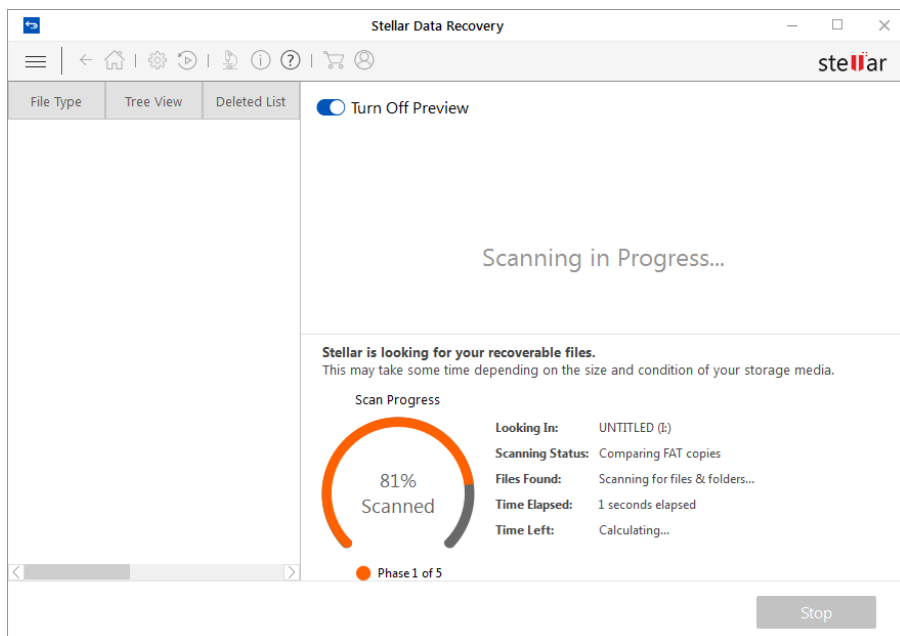 Stellar Data Recovery
stellar
File Type Tree View Deleted List
Turn Off Preview
Scanning in Progress...
Stellar is looking for your recoverable files.
This may take some time depending on the size and condition of your storage media.
Scan Progress
81%
Scanned
Phase 1 of 5
Looking In: UNTITLED (I:)
Scanning Status: Comparing FAT copies
Files Found: Scanning for files & folders...
Time Elapsed: 1 seconds elapsed
Time Left: Calculating...
Stop